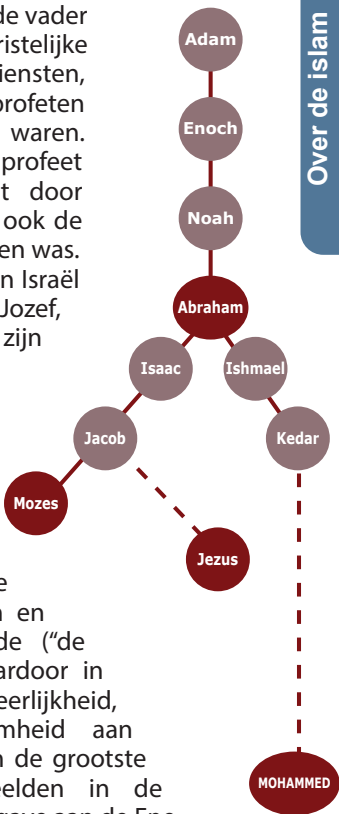 Over de islam
de vader
ristelijke
iensten,
profeten
waren.
profeet
t door
ook de
en was.
n Israël
Jozef,
zijn
Adam
Enoch
Noah
Abraham
Isaac
Ishmael
Jacob
Kedar
Mozes
Jezus
MOHAMMED
e
n en
de (“de
ardoor in
eerlijkheid,
mheid aan
n de grootste
eelden in de